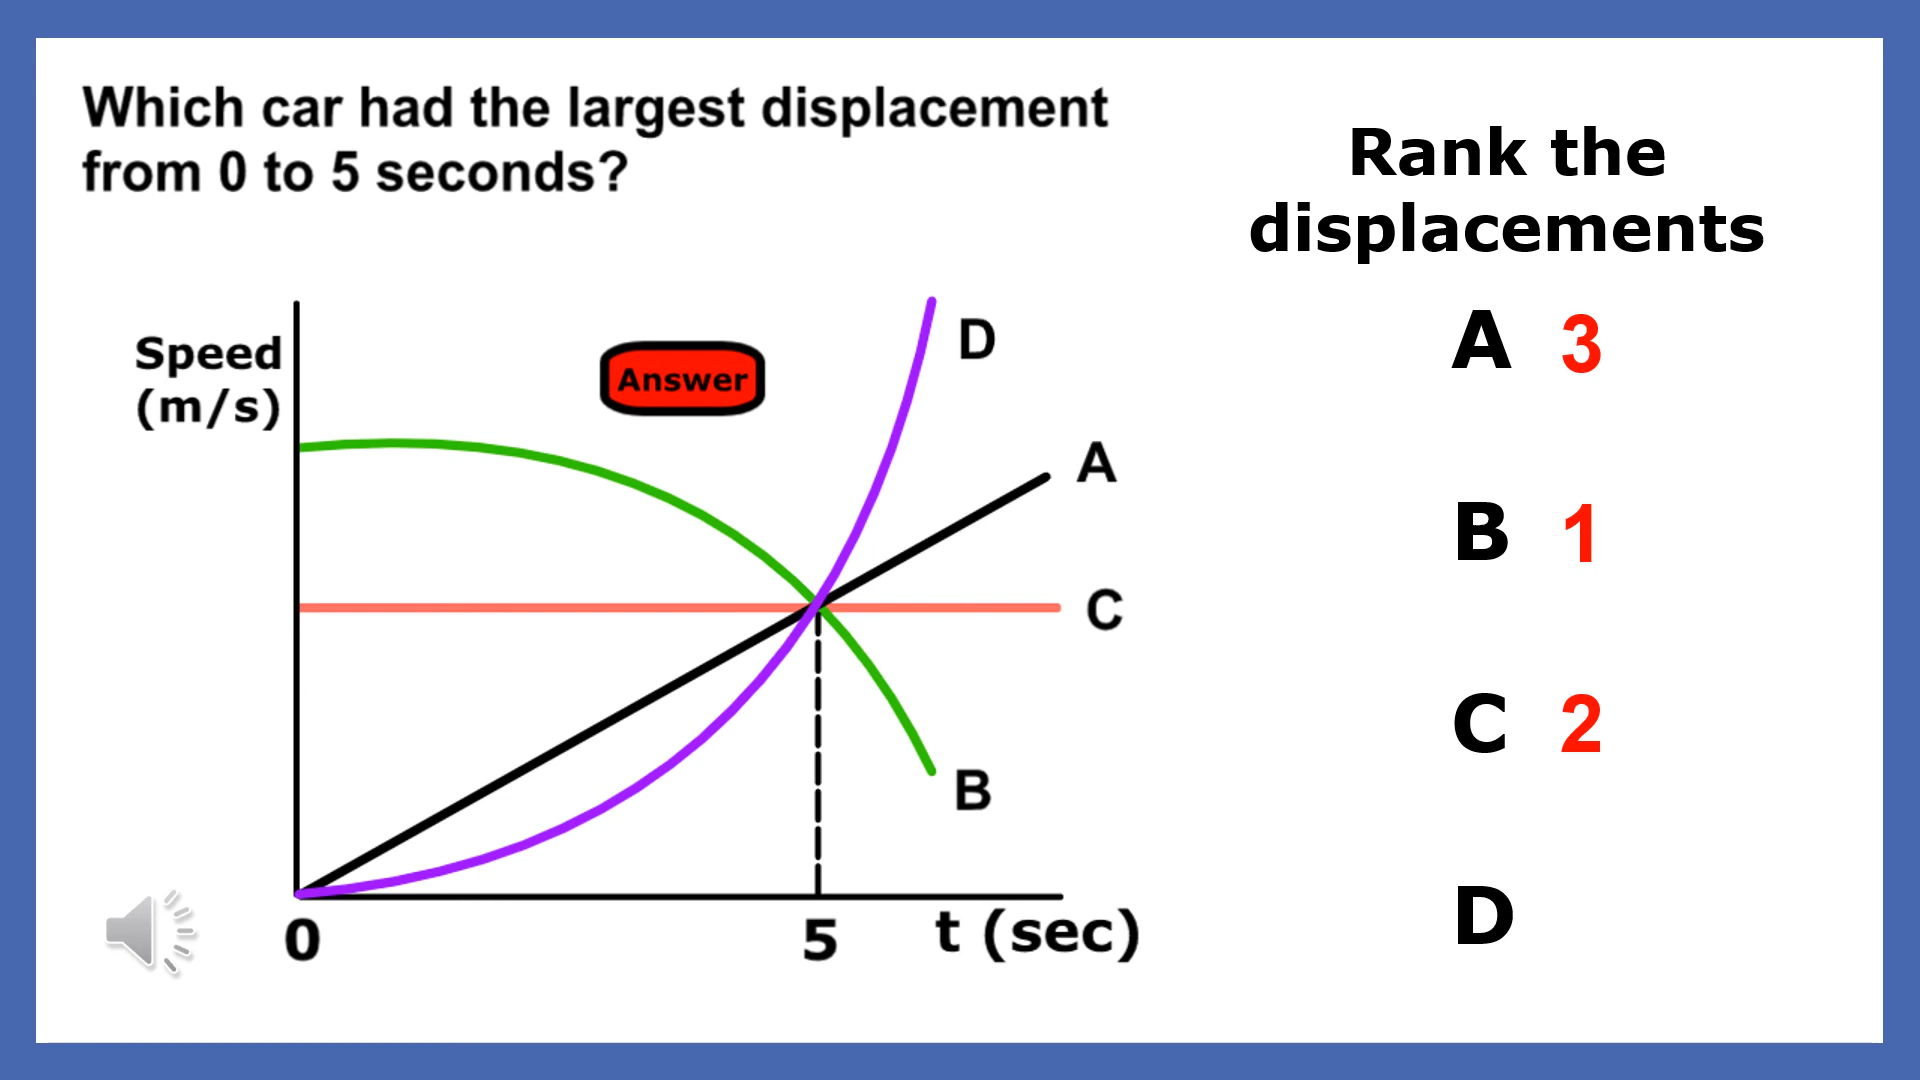 Which car had the largest displacement
from 0 to 5 seconds?
Rank the
displacements
Speed
(m/s)
Answer
D
A
C
B
0
5
t (sec)
A 3
B 1
C 2
D